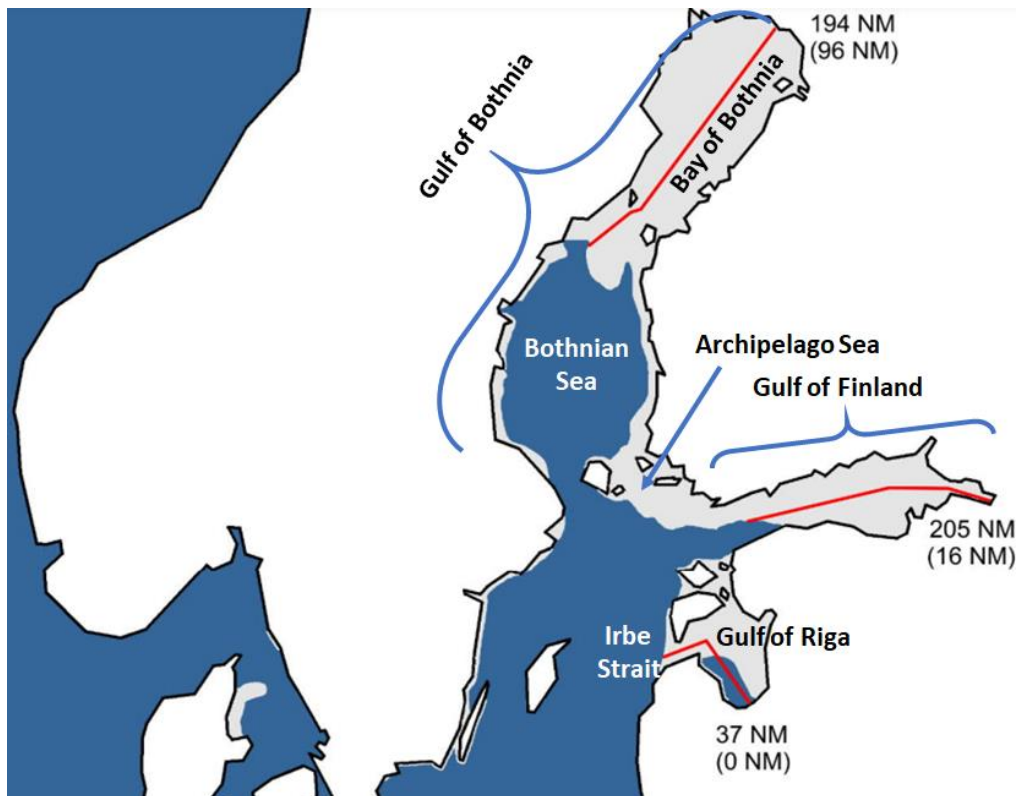 194 NM
(96 NM)
Gulf of Bothnia
Bay of Bothnia
Bothnian
Sea
Archipelago Sea
Gulf of Finland
205 NM
(16 NM)
Irbe
Strait
Gulf of Riga
37 NM
(0 NM)